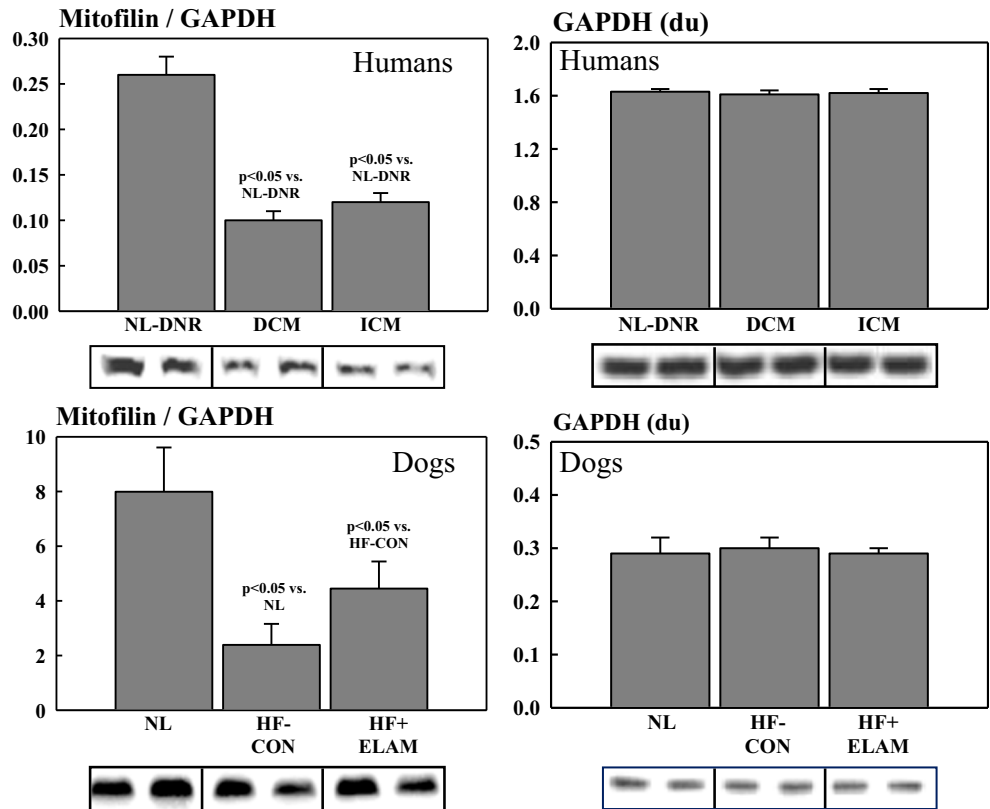 Mitofilin / GAPDH
Humans
0.30
0.25
0.20
0.15
0.10
0.05
0.00
p<0.05 vs.
NL-DNR
p<0.05 vs.
NL-DNR
NL-DNR DCM ICM
GAPDH (du)
Humans
2.0
1.6
1.2
0.8
0.4
0.0
NL-DNR DCM ICM
Mitofilin / GAPDH
Dogs
10
8
6
4
2
0
p<0.05 vs.
NL
p<0.05 vs.
HF-CON
NL HF- HF+
CON ELAM
GAPDH (du)
Dogs
0.5
0.4
0.3
0.2
0.1
0.0
NL HF- HF+
CON ELAM